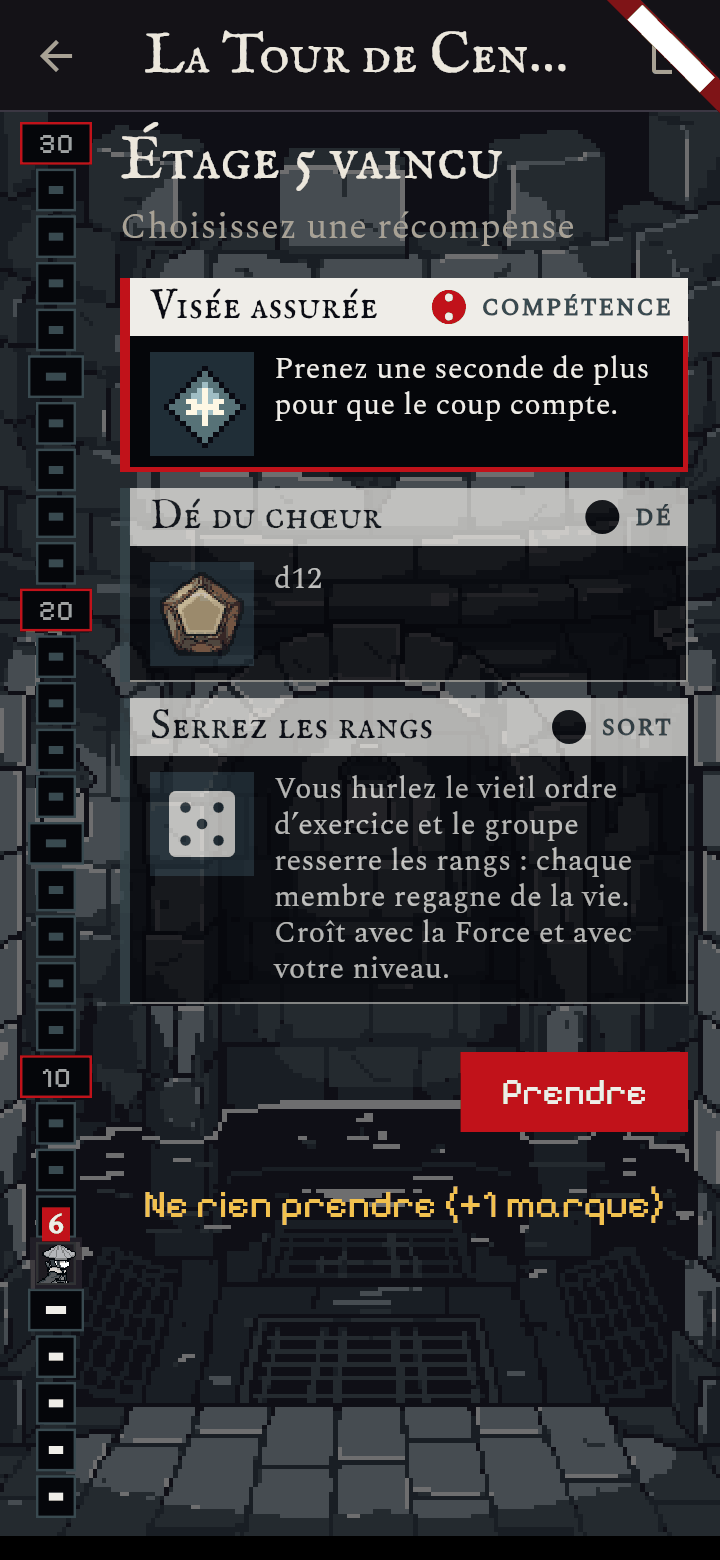 La Tour de Cen...
30
Étage 5 vaincu
Choisissez une récompense
Visée assurée
COMPÉTENCE
Prenez une seconde de plus
pour que le coup compte.
Dé du chœur
DÉ
d12
20
Serrez les rangs
SORT
Vous hurlez le vieil ordre
d'exercice et le groupe
resserre les rangs : chaque
membre regagne de la vie.
Croît avec la Force et avec
votre niveau.
10
Prendre
Ne rien prendre (+1 marque)
6